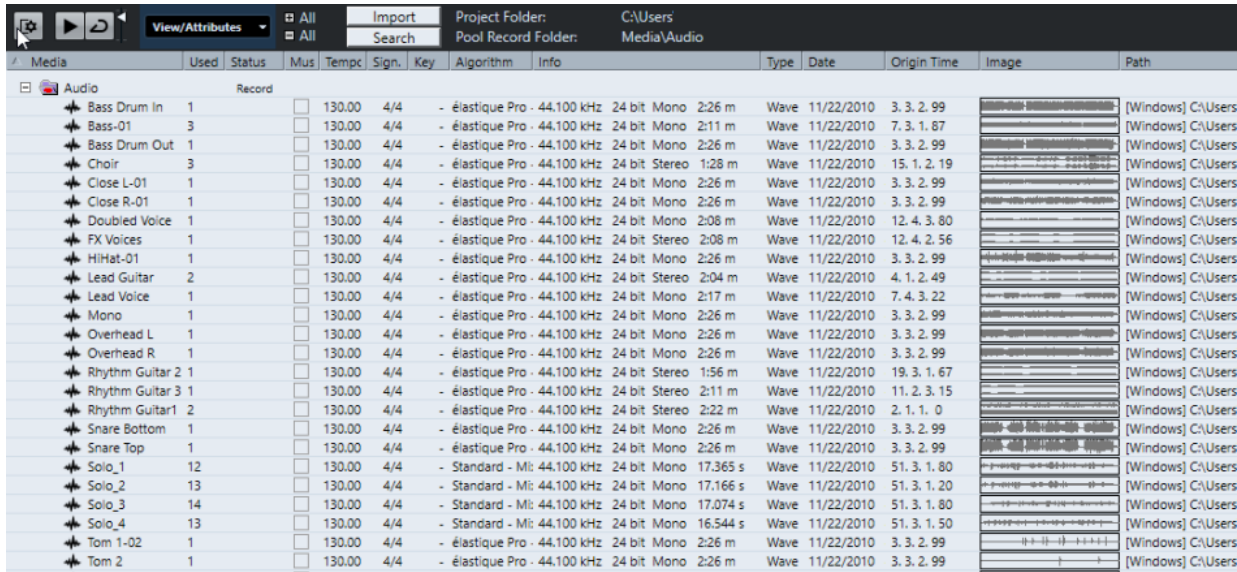 View/Attributes All Import Project Folder: C:\Users
All Search Pool Record Folder: Media\Audio
Media Used Status Mus Tempc Sign. Key Algorithm Info Type Date Origin Time Image Path
Audio Record
Bass Drum In 1 130.00 4/4 - élastique Pro - 44.100 kHz 24 bit Mono 2:26 m Wave 11/22/2010 3. 3. 2. 99 [Windows] C:\Users
Bass-01 3 130.00 4/4 - élastique Pro - 44.100 kHz 24 bit Mono 2:11 m Wave 11/22/2010 7. 3. 1. 87 [Windows] C:\Users
Bass Drum Out 1 130.00 4/4 - élastique Pro - 44.100 kHz 24 bit Mono 2:26 m Wave 11/22/2010 3. 3. 2. 99 [Windows] C:\Users
Choir 3 130.00 4/4 - élastique Pro - 44.100 kHz 24 bit Stereo 1:28 m Wave 11/22/2010 15. 1. 2. 19 [Windows] C:\Users
Close L-01 1 130.00 4/4 - élastique Pro - 44.100 kHz 24 bit Mono 2:26 m Wave 11/22/2010 3. 3. 2. 99 [Windows] C:\Users
Close R-01 1 130.00 4/4 - élastique Pro - 44.100 kHz 24 bit Mono 2:26 m Wave 11/22/2010 3. 3. 2. 99 [Windows] C:\Users
Doubled Voice 1 130.00 4/4 - élastique Pro - 44.100 kHz 24 bit Mono 2:08 m Wave 11/22/2010 12. 4. 3. 80 [Windows] C:\Users
FX Voices 1 130.00 4/4 - élastique Pro - 44.100 kHz 24 bit Stereo 2:08 m Wave 11/22/2010 12. 4. 2. 56 [Windows] C:\Users
HiHat-01 1 130.00 4/4 - élastique Pro - 44.100 kHz 24 bit Mono 2:26 m Wave 11/22/2010 3. 3. 2. 99 [Windows] C:\Users
Lead Guitar 2 130.00 4/4 - élastique Pro - 44.100 kHz 24 bit Stereo 2:04 m Wave 11/22/2010 4. 1. 2. 49 [Windows] C:\Users
Lead Voice 1 130.00 4/4 - élastique Pro - 44.100 kHz 24 bit Mono 2:17 m Wave 11/22/2010 7. 4. 3. 22 [Windows] C:\Users
Mono 1 130.00 4/4 - élastique Pro - 44.100 kHz 24 bit Mono 2:26 m Wave 11/22/2010 3. 3. 2. 99 [Windows] C:\Users
Overhead L 1 130.00 4/4 - élastique Pro - 44.100 kHz 24 bit Mono 2:26 m Wave 11/22/2010 3. 3. 2. 99 [Windows] C:\Users
Overhead R 1 130.00 4/4 - élastique Pro - 44.100 kHz 24 bit Mono 2:26 m Wave 11/22/2010 3. 3. 2. 99 [Windows] C:\Users
Rhythm Guitar 2 1 130.00 4/4 - élastique Pro - 44.100 kHz 24 bit Stereo 1:56 m Wave 11/22/2010 19. 3. 1. 67 [Windows] C:\Users
Rhythm Guitar 3 1 130.00 4/4 - élastique Pro - 44.100 kHz 24 bit Stereo 2:11 m Wave 11/22/2010 11. 2. 3. 15 [Windows] C:\Users
Rhythm Guitar1 2 130.00 4/4 - élastique Pro - 44.100 kHz 24 bit Stereo 2:22 m Wave 11/22/2010 2. 1. 1. 0 [Windows] C:\Users
Snare Bottom 1 130.00 4/4 - élastique Pro - 44.100 kHz 24 bit Mono 2:26 m Wave 11/22/2010 3. 3. 2. 99 [Windows] C:\Users
Snare Top 1 130.00 4/4 - élastique Pro - 44.100 kHz 24 bit Mono 2:26 m Wave 11/22/2010 3. 3. 2. 99 [Windows] C:\Users
Solo_1 12 130.00 4/4 - Standard - Mi: 44.100 kHz 24 bit Mono 17.365 s Wave 11/22/2010 51. 3. 1. 80 [Windows] C:\Users
Solo_2 13 130.00 4/4 - Standard - Mi: 44.100 kHz 24 bit Mono 17.166 s Wave 11/22/2010 51. 3. 1. 20 [Windows] C:\Users
Solo_3 14 130.00 4/4 - Standard - Mi: 44.100 kHz 24 bit Mono 17.074 s Wave 11/22/2010 51. 3. 1. 80 [Windows] C:\Users
Solo_4 13 130.00 4/4 - Standard - Mi: 44.100 kHz 24 bit Mono 16.544 s Wave 11/22/2010 51. 3. 1. 50 [Windows] C:\Users
Tom 1-02 1 130.00 4/4 - élastique Pro - 44.100 kHz 24 bit Mono 2:26 m Wave 11/22/2010 3. 3. 2. 99 [Windows] C:\Users
Tom 2 1 130.00 4/4 - élastique Pro - 44.100 kHz 24 bit Mono 2:26 m Wave 11/22/2010 3. 3. 2. 99 [Windows] C:\Users